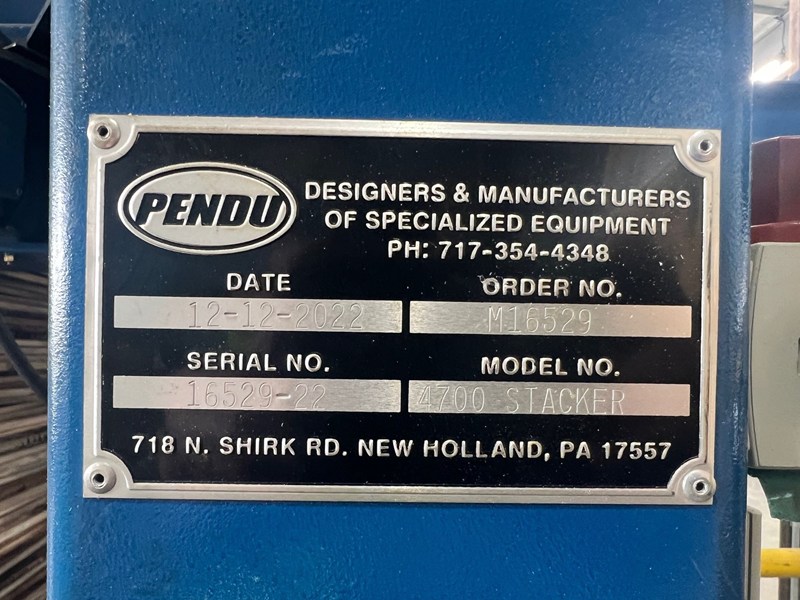 PENDU
DESIGNERS & MANUFACTURERS
OF SPECIALIZED EQUIPMENT
PH: 717-354-4348
DATE
ORDER NO.
12-12-2022
M16529
SERIAL NO.
MODEL NO.
16529-22
4700 STACKER
718 N. SHIRK RD. NEW HOLLAND, PA 17557